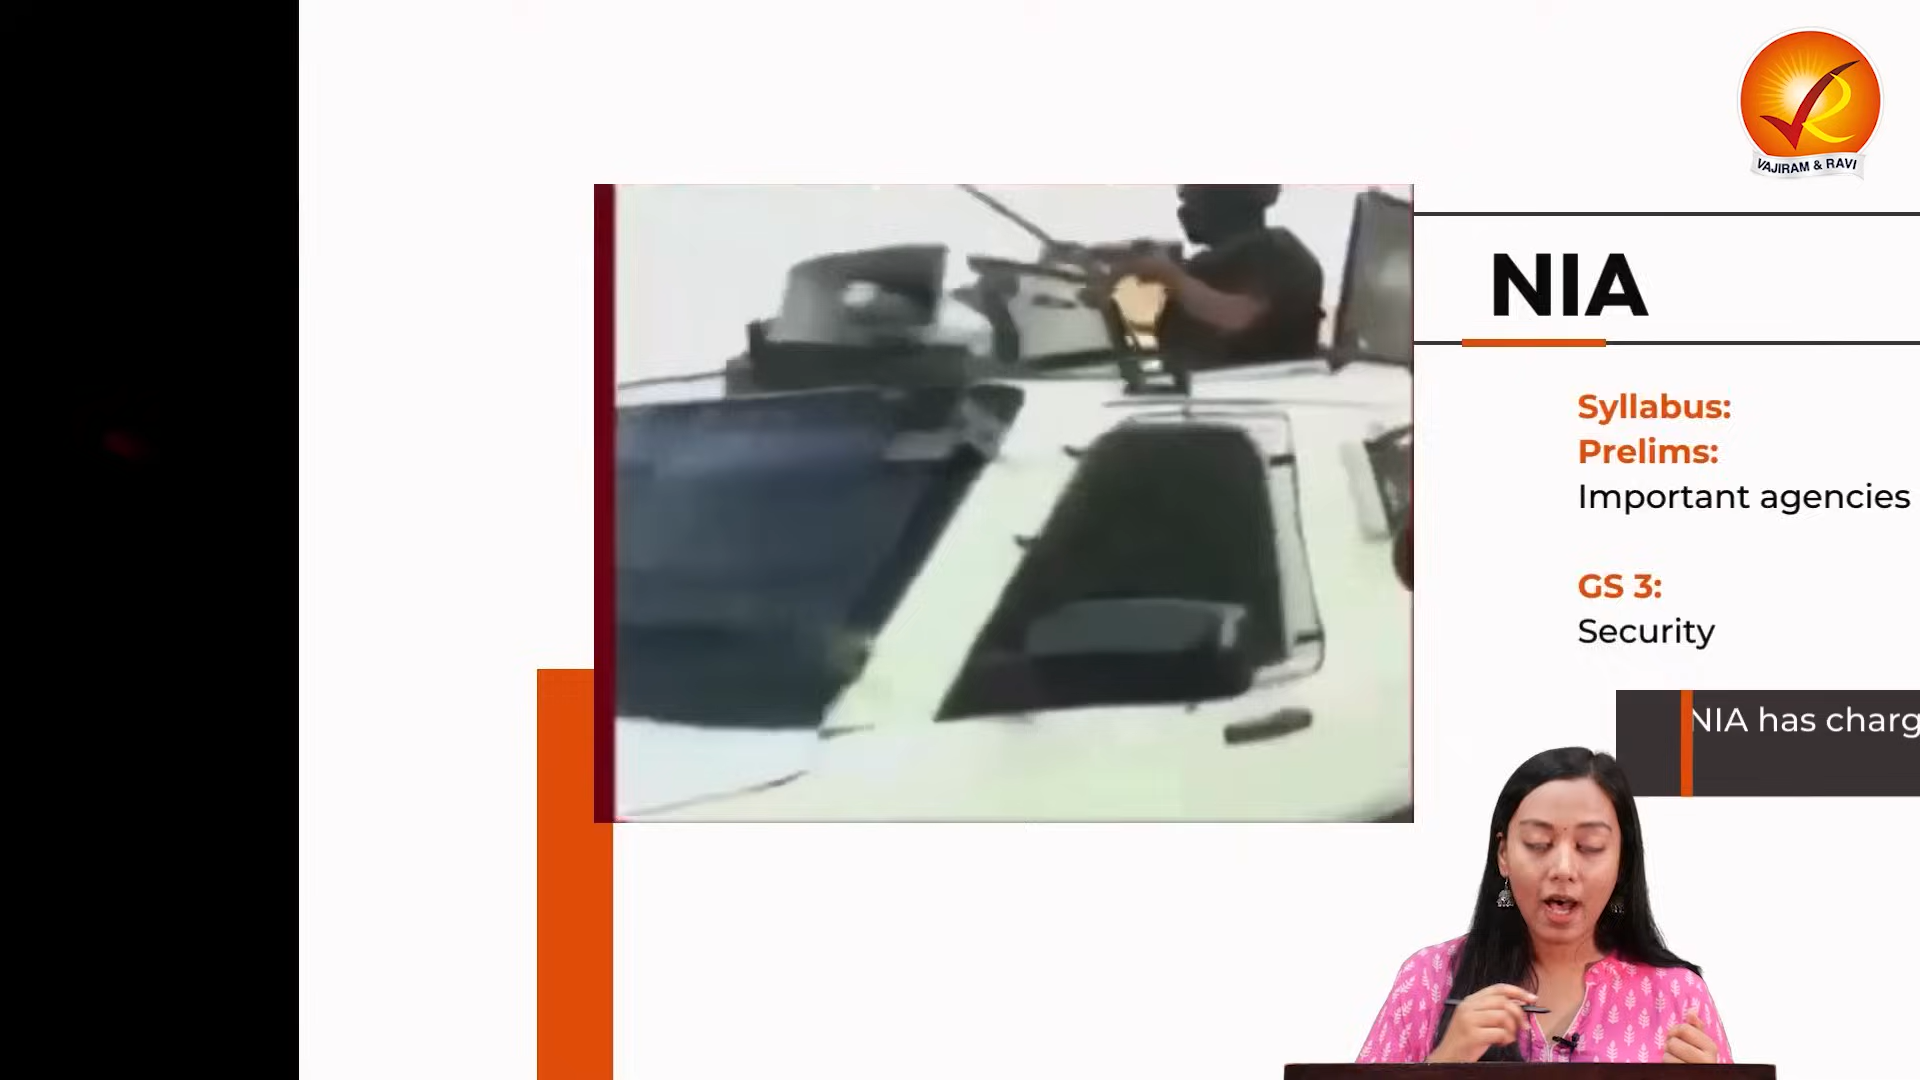 VAJIRAM & RAVI
NIA
Syllabus:
Prelims:
Important agencies
GS 3:
Security
NIA has charg